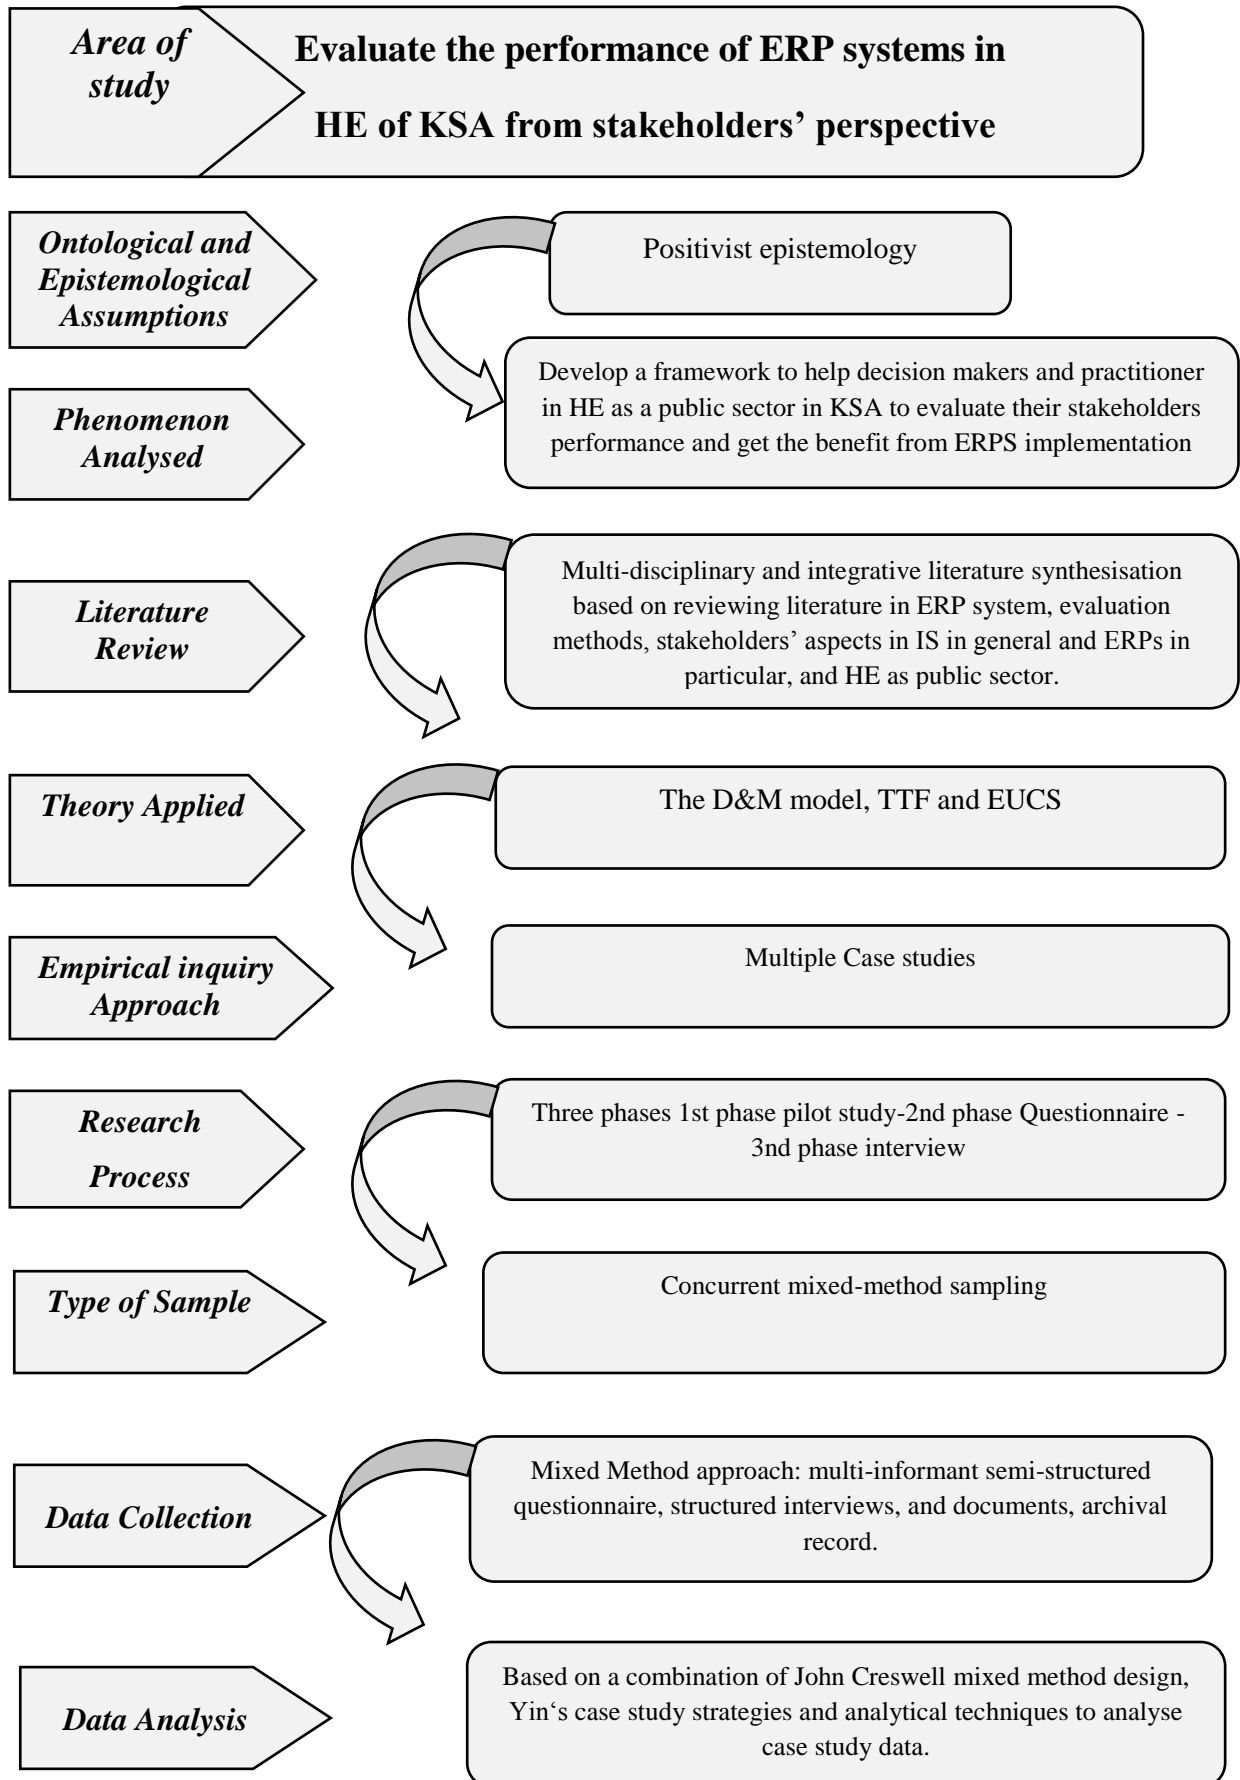 Area of
study
Evaluate the performance of ERP systems in
HE of KSA from stakeholders’ perspective
Ontological and
Epistemological
Assumptions
Positivist epistemology
Phenomenon
Analysed
Develop a framework to help decision makers and practitioner
in HE as a public sector in KSA to evaluate their stakeholders
performance and get the benefit from ERPS implementation
Literature
Review
Multi-disciplinary and integrative literature synthesisation
based on reviewing literature in ERP system, evaluation
methods, stakeholders’ aspects in IS in general and ERPs in
particular, and HE as public sector.
Theory Applied
The D&M model, TTF and EUCS
Empirical inquiry
Approach
Multiple Case studies
Research
Process
Three phases 1st phase pilot study-2nd phase Questionnaire -
3nd phase interview
Type of Sample
Concurrent mixed-method sampling
Data Collection
Mixed Method approach: multi-informant semi-structured
questionnaire, structured interviews, and documents, archival
record.
Data Analysis
Based on a combination of John Creswell mixed method design,
Yin‘s case study strategies and analytical techniques to analyse
case study data.